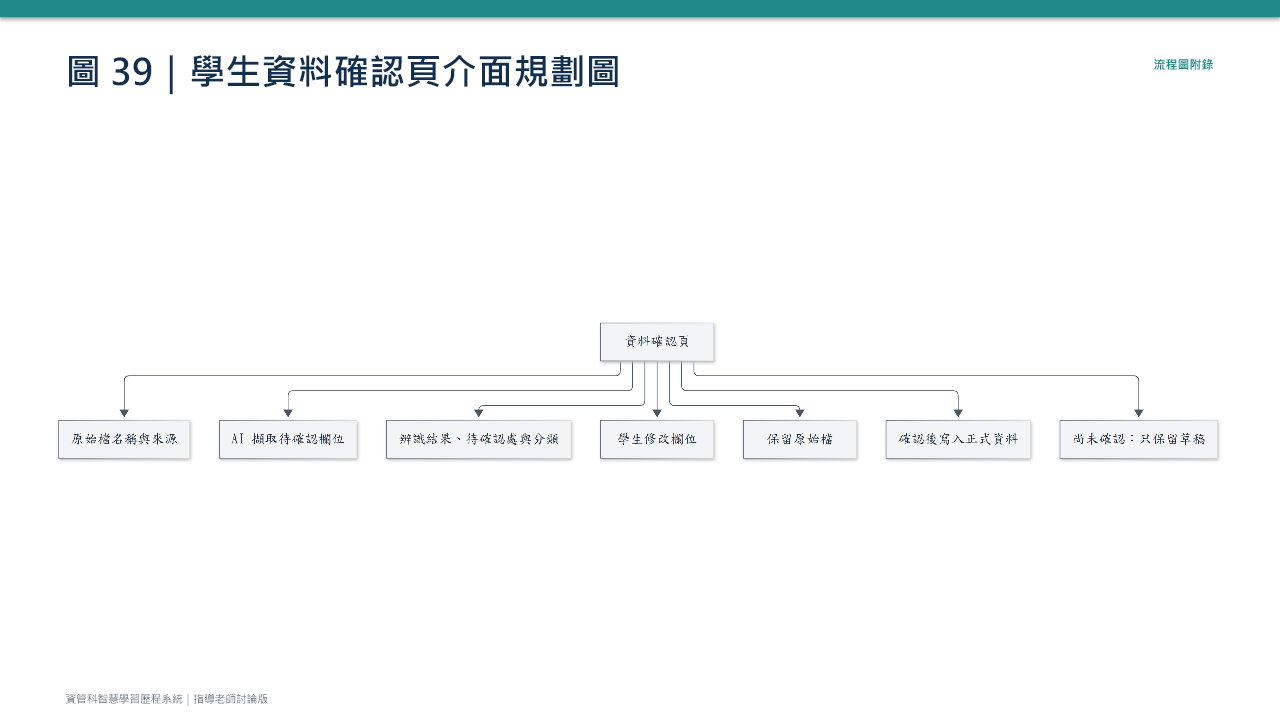 圖 39｜學生資料確認頁介面規劃圖
流程圖附錄
資料確認頁
原始檔名稱與來源
AI 擷取待確認欄位
辨識結果、待確認處與分類
學生修改欄位
保留原始檔
確認後寫入正式資料
尚未確認：只保留草稿
資管科智慧學習歷程系統｜指導老師討論版